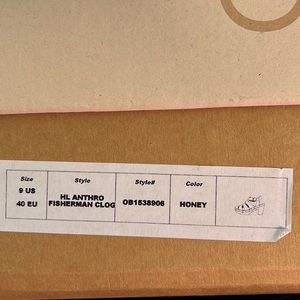 Size Style Style# Color
9 US HL ANTHRO OB1538906 HONEY
40 EU FISHERMAN CLOG